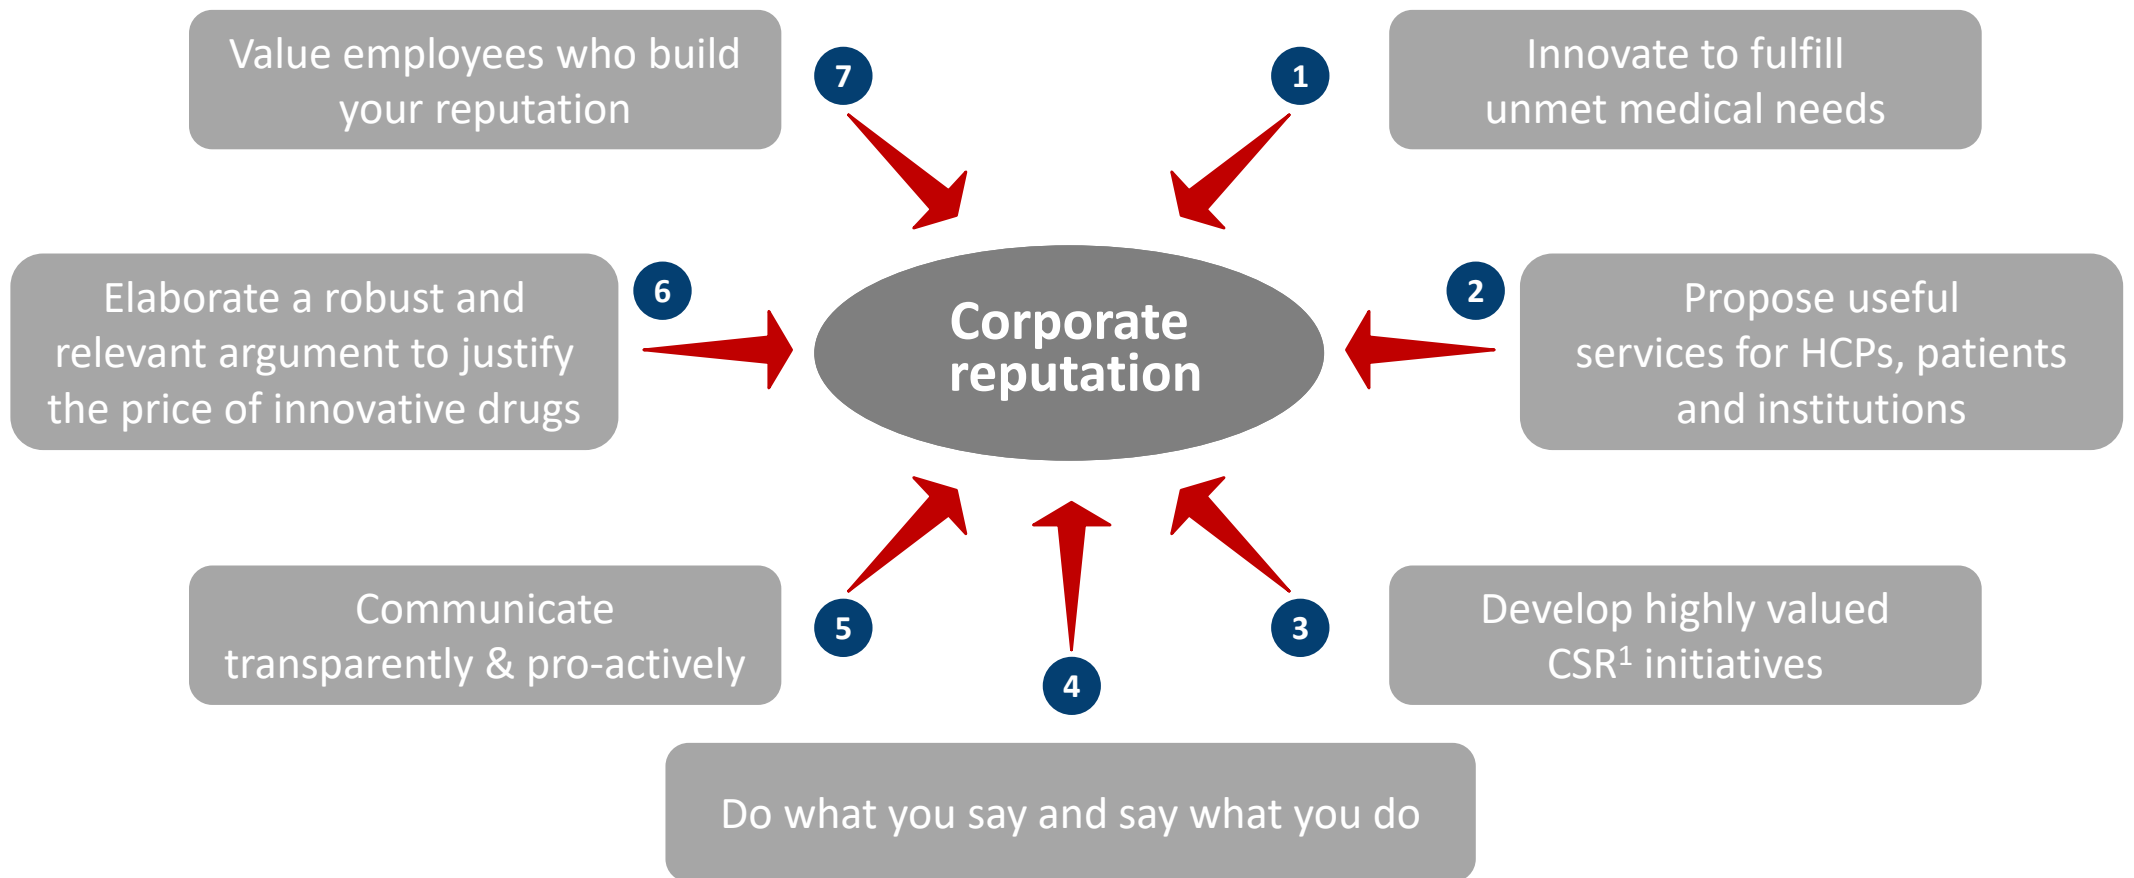 Value employees who build
your reputation
7
1
Innovate to fulfill
unmet medical needs
Elaborate a robust and
relevant argument to justify
the price of innovative drugs
6
Corporate
reputation
2
Propose useful
services for HCPs, patients
and institutions
Communicate
transparently & pro-actively
5
4
3
Develop highly valued
CSR¹ initiatives
Do what you say and say what you do